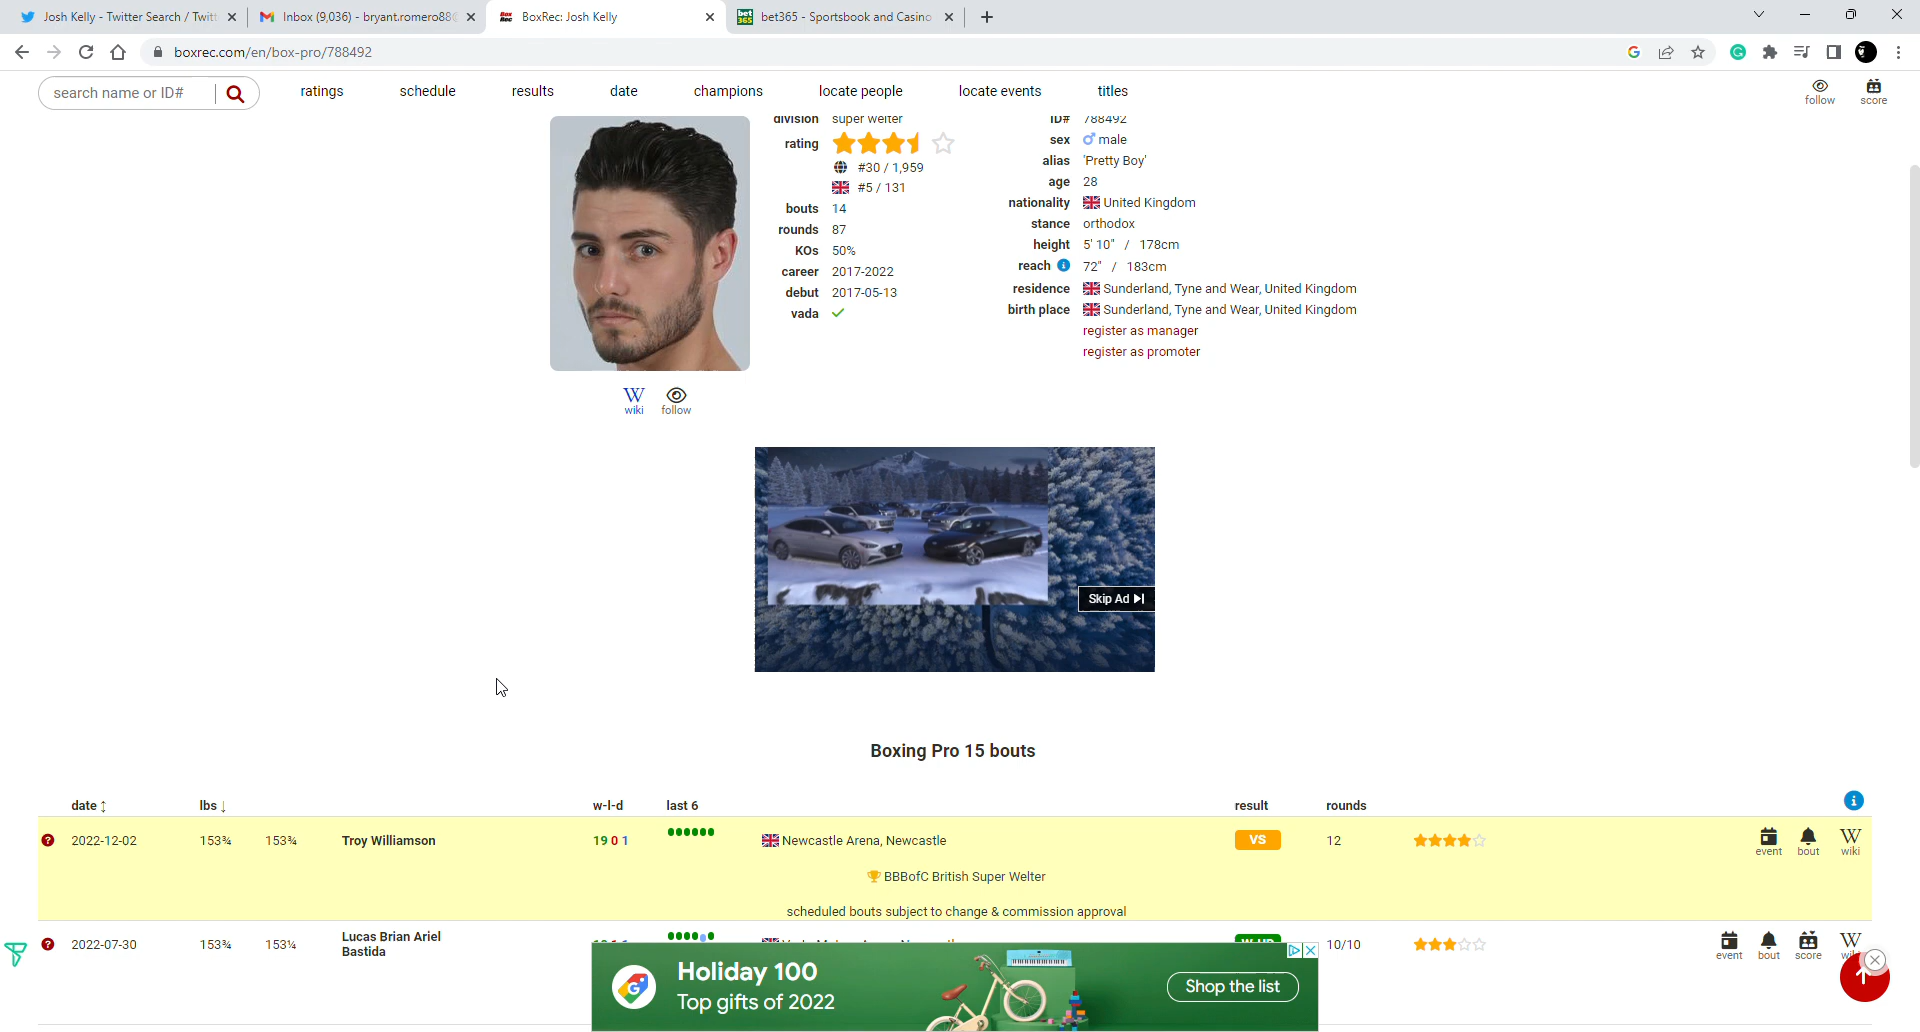 Josh Kelly - Twitter Search / Twitt
Inbox (9,036) - bryant.romero88
BoxRec: Josh Kelly
bet365 - Sportsbook and Casino
boxrec.com/en/box-pro/788492
search name or ID#
ratings schedule results date champions locate people locate events titles
follow score
division super welter
rating
#30 / 1,959
#5 / 131
bouts 14
rounds 87
KOs 50%
career 2017-2022
debut 2017-05-13
vada
ID# 788492
sex male
alias 'Pretty Boy'
age 28
nationality United Kingdom
stance orthodox
height 5' 10" / 178cm
reach 72" / 183cm
residence Sunderland, Tyne and Wear, United Kingdom
birth place Sunderland, Tyne and Wear, United Kingdom
register as manager
register as promoter
W
wiki follow
Skip Ad
Boxing Pro 15 bouts
date lbs w-l-d last 6 result rounds
2022-12-02 153¾ 153¾ Troy Williamson 19 0 1 Newcastle Arena, Newcastle VS 12
event bout wiki
BBBofC British Super Welter
scheduled bouts subject to change & commission approval
2022-07-30 153¾ 153¼ Lucas Brian Ariel
Bastida
10/10
event bout score
Holiday 100
Top gifts of 2022
Shop the list